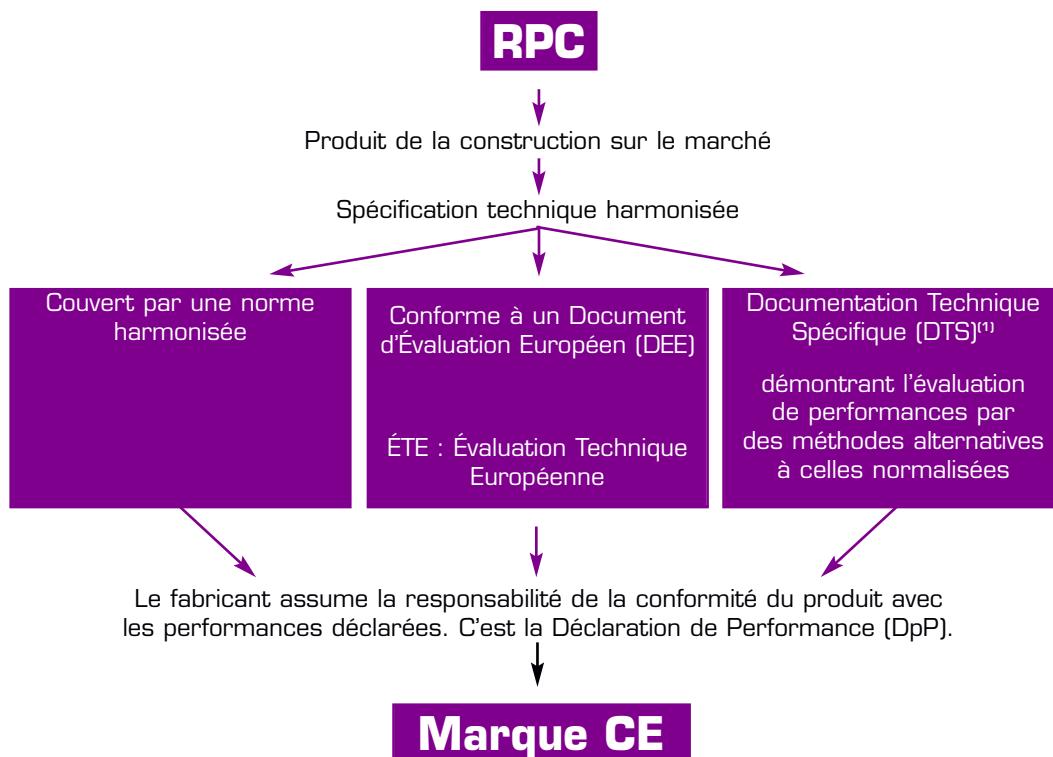 RPC
Produit de la construction sur le marché
Spécification technique harmonisée
Couvert par une norme
harmonisée
Conforme à un Document
d'Évaluation Européen (DEE)
ÉTE : Évaluation Technique
Européenne
Documentation Technique
Spécifique (DTS)(1)
démontrant l'évaluation
de performances par
des méthodes alternatives
à celles normalisées
Le fabricant assume la responsabilité de la conformité du produit avec
les performances déclarées. C'est la Déclaration de Performance (DpP).
Marque CE